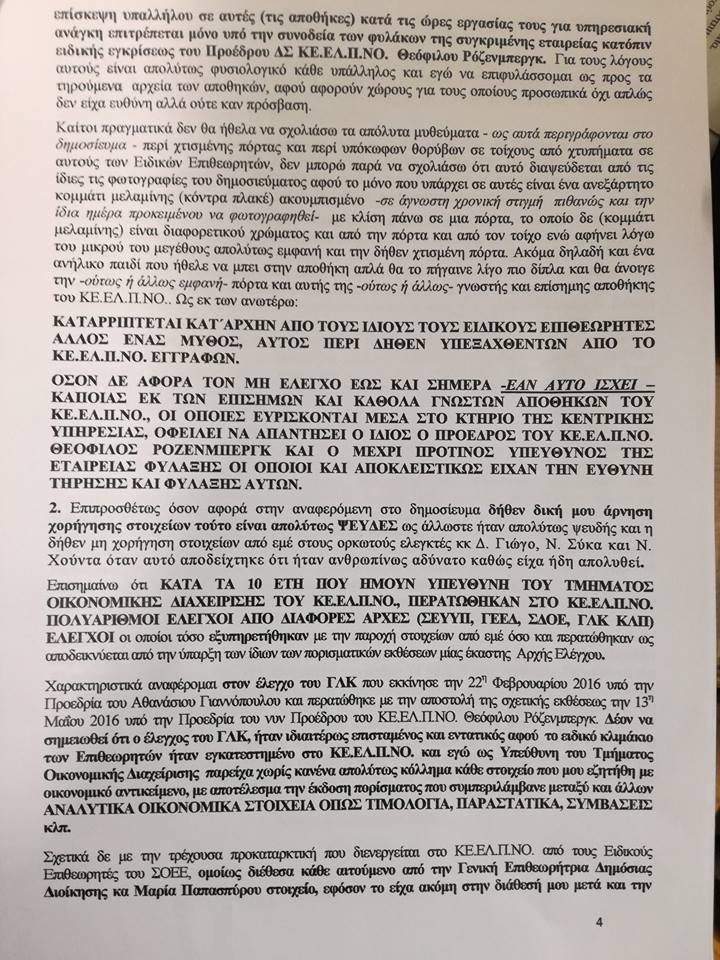 επίσκεψη υπαλλήλου σε αυτές (τις αποθήκες) κατά τις ώρες εργασίας τους για υπηρεσιακή
ανάγκη επιτρέπεται μόνο υπό την συνοδεία των φυλάκων της συγκριμένης εταιρείας κατόπιν
ειδικής εγκρίσεως του Προέδρου ΔΣ ΚΕ.ΕΛ.Π.ΝΟ. Θεόφιλου Ρόζενμπεργκ. Για τους λόγους
αυτούς είναι απολύτως φυσιολογικό κάθε υπάλληλος και εγώ να επιφυλάσσομαι ως προς τα
τηρούμενα αρχεία των αποθηκών, αφού αφορούν χώρους για τους οποίους προσωπικά όχι απλώς
δεν είχα ευθύνη αλλά ούτε καν πρόσβαση.
Καίτοι πραγματικά δεν θα ήθελα να σχολιάσω τα απόλυτα μυθεύματα - ως αυτά περιγράφονται στο
δημοσίευμα - περί χτισμένης πόρτας και περί υπόκωφων θορύβων σε τοίχους από χτυπήματα σε
αυτούς των Ειδικών Επιθεωρητών, δεν μπορώ παρά να σχολιάσω ότι αυτό διαψεύδεται από τις
ίδιες τις φωτογραφίες του δημοσιεύματος αφού το μόνο που υπάρχει σε αυτές είναι ένα ανεξάρτητο
κομμάτι μελαμίνης (κόντρα πλακέ) ακουμπισμένο -σε άγνωστη χρονική στιγμή πιθανώς και την
ίδια ημέρα προκειμένου να φωτογραφηθεί- με κλίση πάνω σε μια πόρτα, το οποίο δε (κομμάτι
μελαμίνης) είναι διαφορετικού χρώματος και από την πόρτα και από τον τοίχο ενώ αφήνει λόγω
του μικρού του μεγέθους απολύτως εμφανή και την δήθεν χτισμένη πόρτα. Ακόμα δηλαδή και ένα
ανήλικο παιδί που ήθελε να μπει στην αποθήκη απλά θα το πήγαινε λίγο πιο δίπλα και θα άνοιγε
την -ούτως ή άλλως εμφανή- πόρτα και αυτής της -ούτως ή άλλως- γνωστής και επίσημης αποθήκης
του ΚΕ.ΕΛ.Π.ΝΟ.. Ως εκ των ανωτέρω:
ΚΑΤΑΡΡΙΠΤΕΤΑΙ ΚΑΤ΄ΑΡΧΗΝ ΑΠΟ ΤΟΥΣ ΙΔΙΟΥΣ ΤΟΥΣ ΕΙΔΙΚΟΥΣ ΕΠΙΘΕΩΡΗΤΕΣ
ΑΛΛΟΣ ΕΝΑΣ ΜΥΘΟΣ, ΑΥΤΟΣ ΠΕΡΙ ΔΗΘΕΝ ΥΠΕΞΑΧΘΕΝΤΩΝ ΑΠΟ ΤΟ
ΚΕ.ΕΛ.Π.ΝΟ. ΕΓΓΡΑΦΩΝ.
ΟΣΟΝ ΔΕ ΑΦΟΡΑ ΤΟΝ ΜΗ ΕΛΕΓΧΟ ΕΩΣ ΚΑΙ ΣΗΜΕΡΑ -ΕΑΝ ΑΥΤΟ ΙΣΧΕΙ –
ΚΑΠΟΙΑΣ ΕΚ ΤΩΝ ΕΠΙΣΗΜΩΝ ΚΑΙ ΚΑΘΟΛΑ ΓΝΩΣΤΩΝ ΑΠΟΘΗΚΩΝ ΤΟΥ
ΚΕ.ΕΛ.Π.ΝΟ., ΟΙ ΟΠΟΙΕΣ ΕΥΡΙΣΚΟΝΤΑΙ ΜΕΣΑ ΣΤΟ ΚΤΗΡΙΟ ΤΗΣ ΚΕΝΤΡΙΚΗΣ
ΥΠΗΡΕΣΙΑΣ, ΟΦΕΙΛΕΙ ΝΑ ΑΠΑΝΤΗΣΕΙ Ο ΙΔΙΟΣ Ο ΠΡΟΕΔΡΟΣ ΤΟΥ ΚΕ.ΕΛ.Π.ΝΟ.
ΘΕΟΦΙΛΟΣ ΡΟΖΕΝΜΠΕΡΓΚ ΚΑΙ Ο ΜΕΧΡΙ ΠΡΟΤΙΝΟΣ ΥΠΕΥΘΥΝΟΣ ΤΗΣ
ΕΤΑΙΡΕΙΑΣ ΦΥΛΑΞΗΣ ΟΙ ΟΠΟΙΟΙ ΚΑΙ ΑΠΟΚΛΕΙΣΤΙΚΩΣ ΕΙΧΑΝ ΤΗΝ ΕΥΘΥΝΗ
ΤΗΡΗΣΗΣ ΚΑΙ ΦΥΛΑΞΗΣ ΑΥΤΩΝ.
2. Επιπροσθέτως όσον αφορά στην αναφερόμενη στο δημοσίευμα δήθεν δική μου άρνηση
χορήγησης στοιχείων τούτο είναι απολύτως ΨΕΥΔΕΣ ως άλλωστε ήταν απολύτως ψευδής και η
δήθεν μη χορήγηση στοιχείων από εμέ στους ορκωτούς ελεγκτές κκ Δ. Γιώγο, Ν. Σύκα και Ν.
Χούντα όταν αυτό αποδείχτηκε ότι ήταν ανθρωπίνως αδύνατο καθώς είχα ήδη απολυθεί.
Επισημαίνω ότι ΚΑΤΑ ΤΑ 10 ΕΤΗ ΠΟΥ ΗΜΟΥΝ ΥΠΕΥΘΥΝΗ ΤΟΥ ΤΜΗΜΑΤΟΣ
ΟΙΚΟΝΟΜΙΚΗΣ ΔΙΑΧΕΙΡΙΣΗΣ ΤΟΥ ΚΕ.ΕΛ.Π.ΝΟ., ΠΕΡΑΤΩΘΗΚΑΝ ΣΤΟ ΚΕ.ΕΛ.Π.ΝΟ.
ΠΟΛΥΑΡΙΘΜΟΙ ΕΛΕΓΧΟΙ ΑΠΟ ΔΙΑΦΟΡΕΣ ΑΡΧΕΣ (ΣΕΥΥΠ, ΓΕΕΔ, ΣΔΟΕ, ΓΛΚ ΚΛΠ)
ΕΛΕΓΧΟΙ οι οποίοι τόσο εξυπηρετήθηκαν με την παροχή στοιχείων από εμέ όσο και περατώθηκαν ως
αποδεικνύεται από την ύπαρξη των ίδιων των πορισματικών εκθέσεων μίας έκαστης Αρχής Ελέγχου.
Χαρακτηριστικά αναφέρομαι στον έλεγχο του ΓΛΚ που εκκίνησε την 22η Φεβρουαρίου 2016 υπό την
Προεδρία του Αθανασίου Γιαννόπουλου και περατώθηκε με την αποστολή της σχετικής εκθέσεως την 13η
Μαΐου 2016 υπό την Προεδρία του νυν Προέδρου του ΚΕ.ΕΛ.Π.ΝΟ. Θεόφιλου Ρόζενμπεργκ. Δέον να
σημειωθεί ότι ο έλεγχος του ΓΛΚ, ήταν ιδιαιτέρως επισταμένος και εντατικός αφού το ειδικό κλιμάκιο
των Επιθεωρητών ήταν εγκατεστημένο στο ΚΕ.ΕΛ.Π.ΝΟ. και εγώ ως Υπεύθυνη του Τμήματος
Οικονομικής Διαχείρισης παρείχα χωρίς κανένα απολύτως κόλλημα κάθε στοιχείο που μου εζητήθη με
οικονομικό αντικείμενο, με αποτέλεσμα την έκδοση πορίσματος που συμπεριλάμβανε μεταξύ και άλλων
ΑΝΑΛΥΤΙΚΑ ΟΙΚΟΝΟΜΙΚΑ ΣΤΟΙΧΕΙΑ ΟΠΩΣ ΤΙΜΟΛΟΓΙΑ, ΠΑΡΑΣΤΑΤΙΚΑ, ΣΥΜΒΑΣΕΙΣ
κλπ.
Σχετικά δε με την τρέχουσα προκαταρκτική που διενεργείται στο ΚΕ.ΕΛ.Π.ΝΟ. από τους Ειδικούς
Επιθεωρητές του ΣΟΕΕ, ομοίως διέθεσα κάθε αιτούμενο από την Γενική Επιθεωρήτρια Δημόσιας
Διοίκησης κα Μαρία Παπασπύρου στοιχείο, εφόσον το είχα ακόμη στην διάθεσή μου μετά και την
4